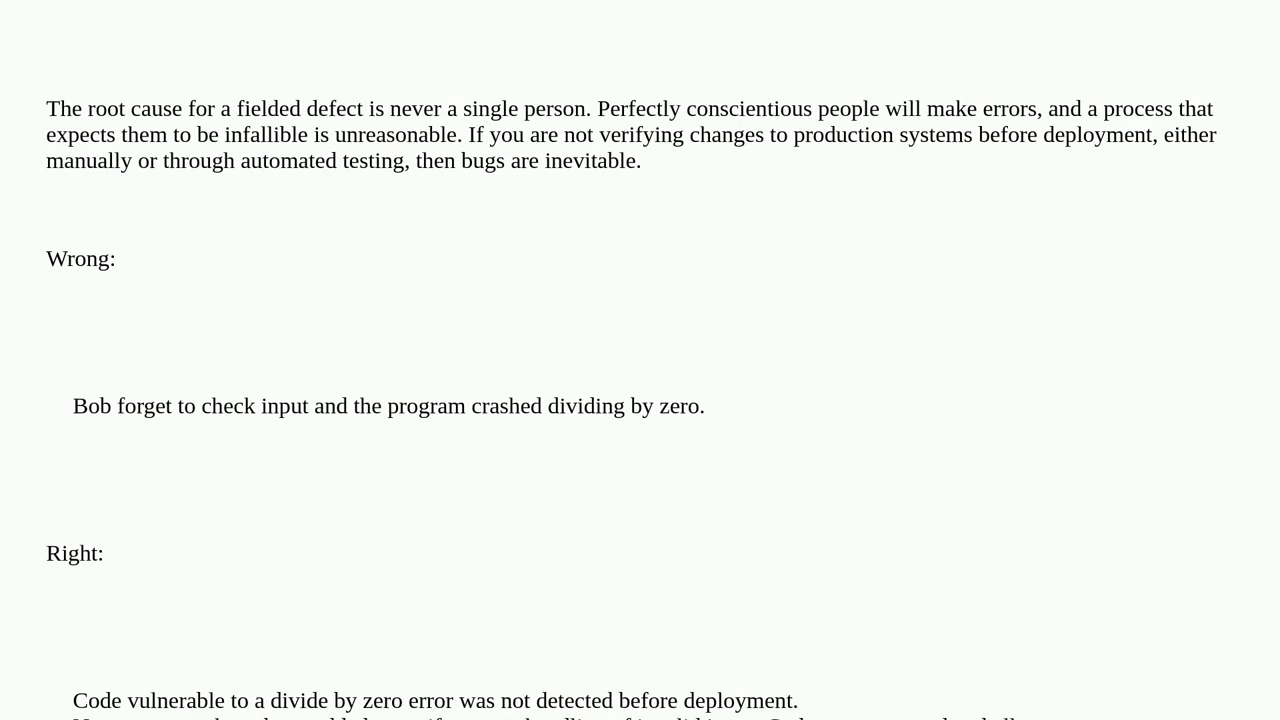 The root cause for a fielded defect is never a single person. Perfectly conscientious people will make errors, and a process that
expects them to be infallible is unreasonable. If you are not verifying changes to production systems before deployment, either
manually or through automated testing, then bugs are inevitable.
Wrong:
Bob forget to check input and the program crashed dividing by zero.
Right:
Code vulnerable to a divide by zero error was not detected before deployment.